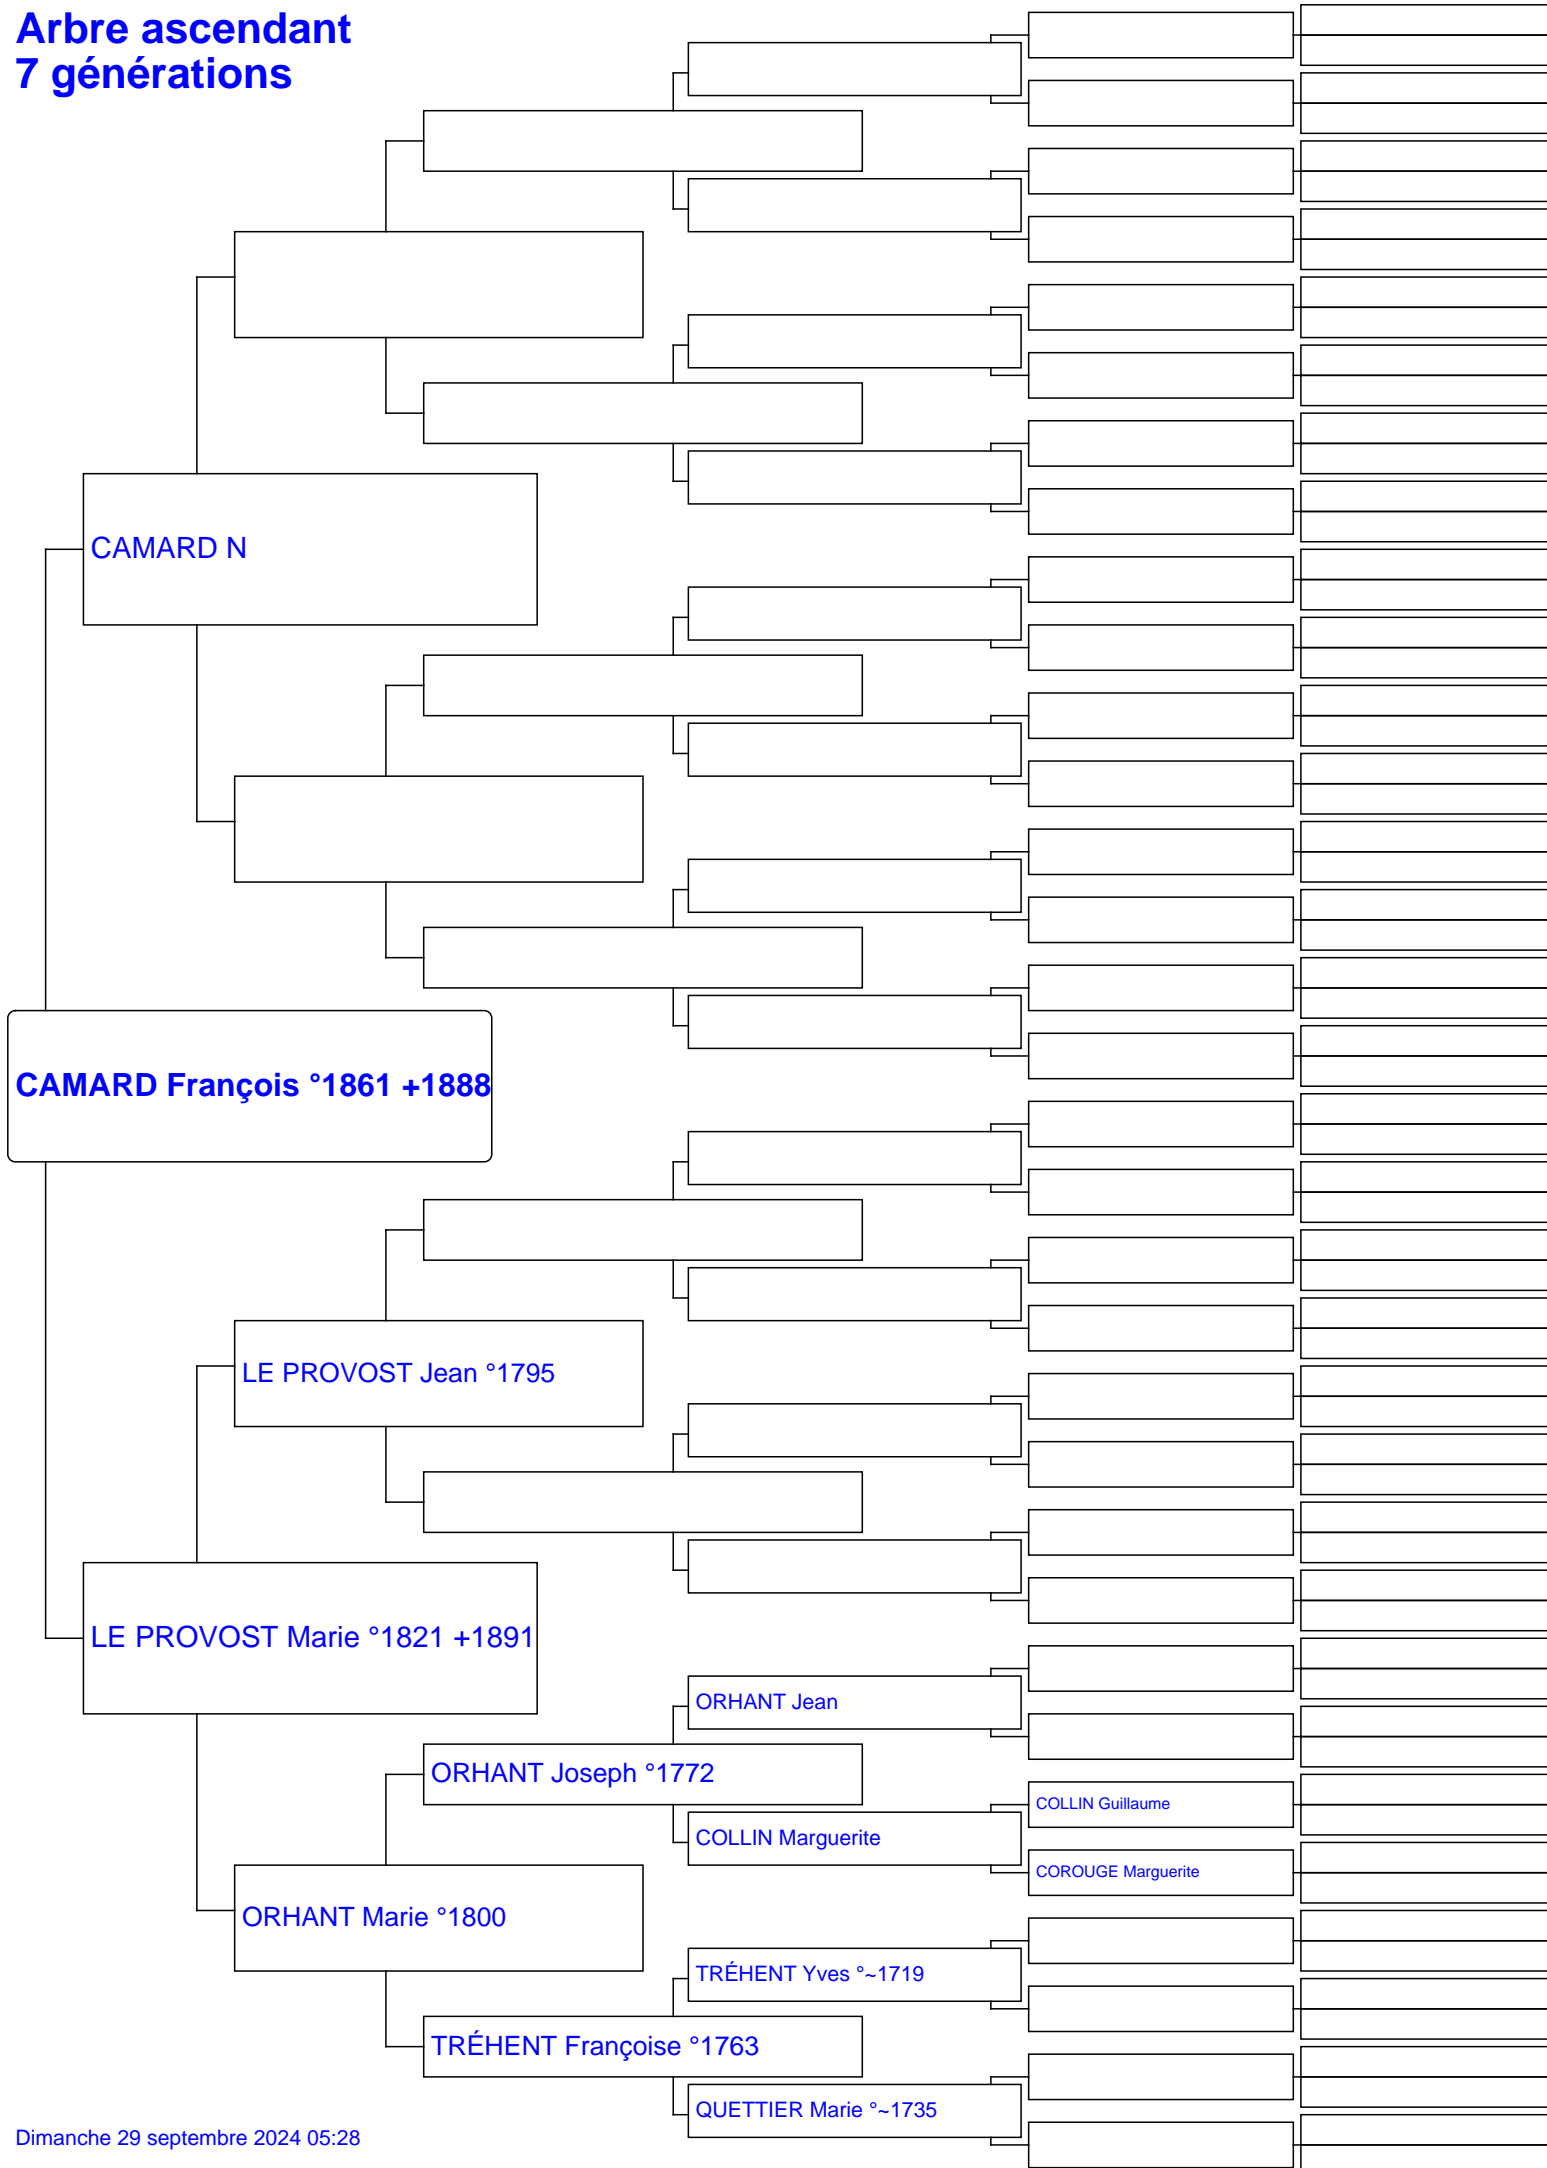 Arbre ascendant
7 générations
CAMARD N
CAMARD François °1861 +1888
LE PROVOST Jean °1795
LE PROVOST Marie °1821 +1891
ORHANT Jean
ORHANT Joseph °1772
COLLIN Guillaume
COLLIN Marguerite
COROUGE Marguerite
ORHANT Marie °1800
TRÉHENT Yves °~1719
TRÉHENT Françoise °1763
QUETTIER Marie °~1735
Dimanche 29 septembre 2024 05:28